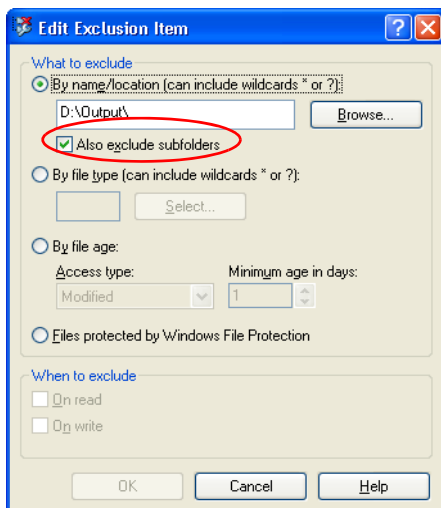 Edit Exclusion Item
What to exclude
By name/location (can include wildcards * or ?):
D:\Output\
Browse...
Also exclude subfolders
By file type (can include wildcards * or ?):
Select...
By file age:
Access type: Minimum age in days:
Modified 1
Files protected by Windows File Protection
When to exclude
On read
On write
OK Cancel Help